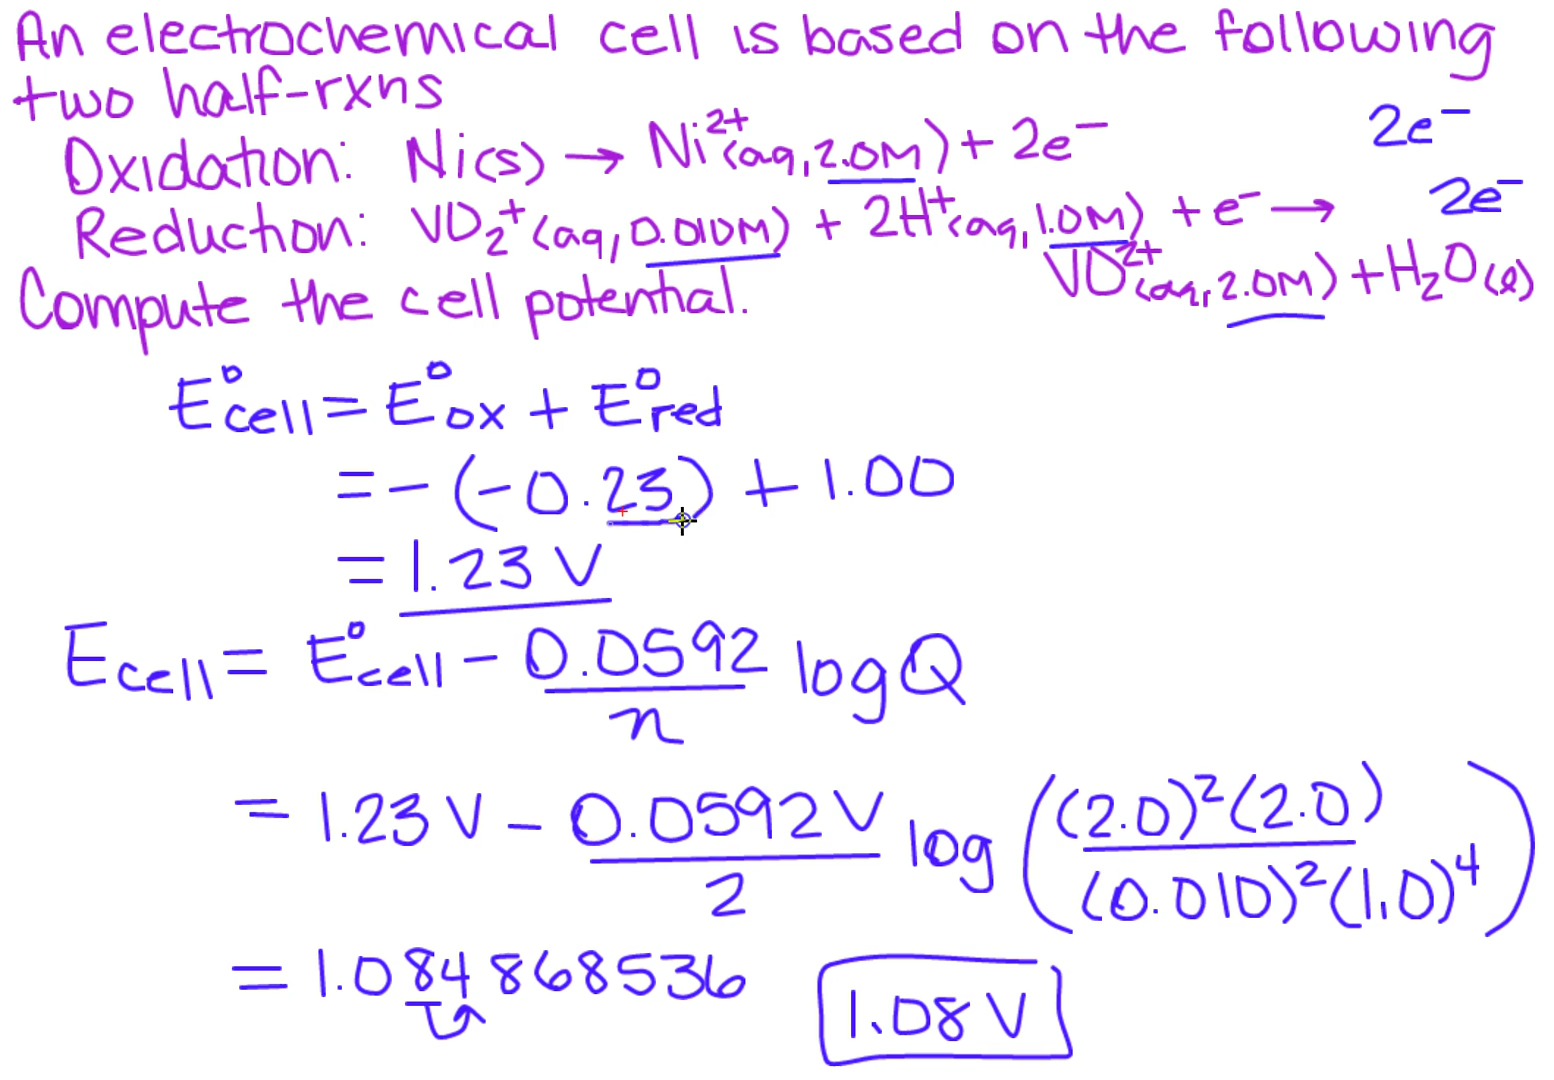 An electrochemical cell is based on the following
two half-rxns
2e⁻
Oxidation: Ni(s) → Ni²⁺(aq, 2.0M) + 2e⁻
2e⁻
Reduction: VO₂⁺(aq, 0.010M) + 2H⁺(aq, 1.0M) + e⁻ →
VO²⁺(aq, 2.0M) + H₂O(l)
Compute the cell potential.
E°cell = E°ox + E°red
= -(-0.23) + 1.00
= 1.23 V
Ecell = E°cell - 0.0592/n log Q
= 1.23 V - 0.0592 V/2 log ((2.0)²(2.0)/(0.010)²(1.0)⁴)
= 1.084868536
1.08 V